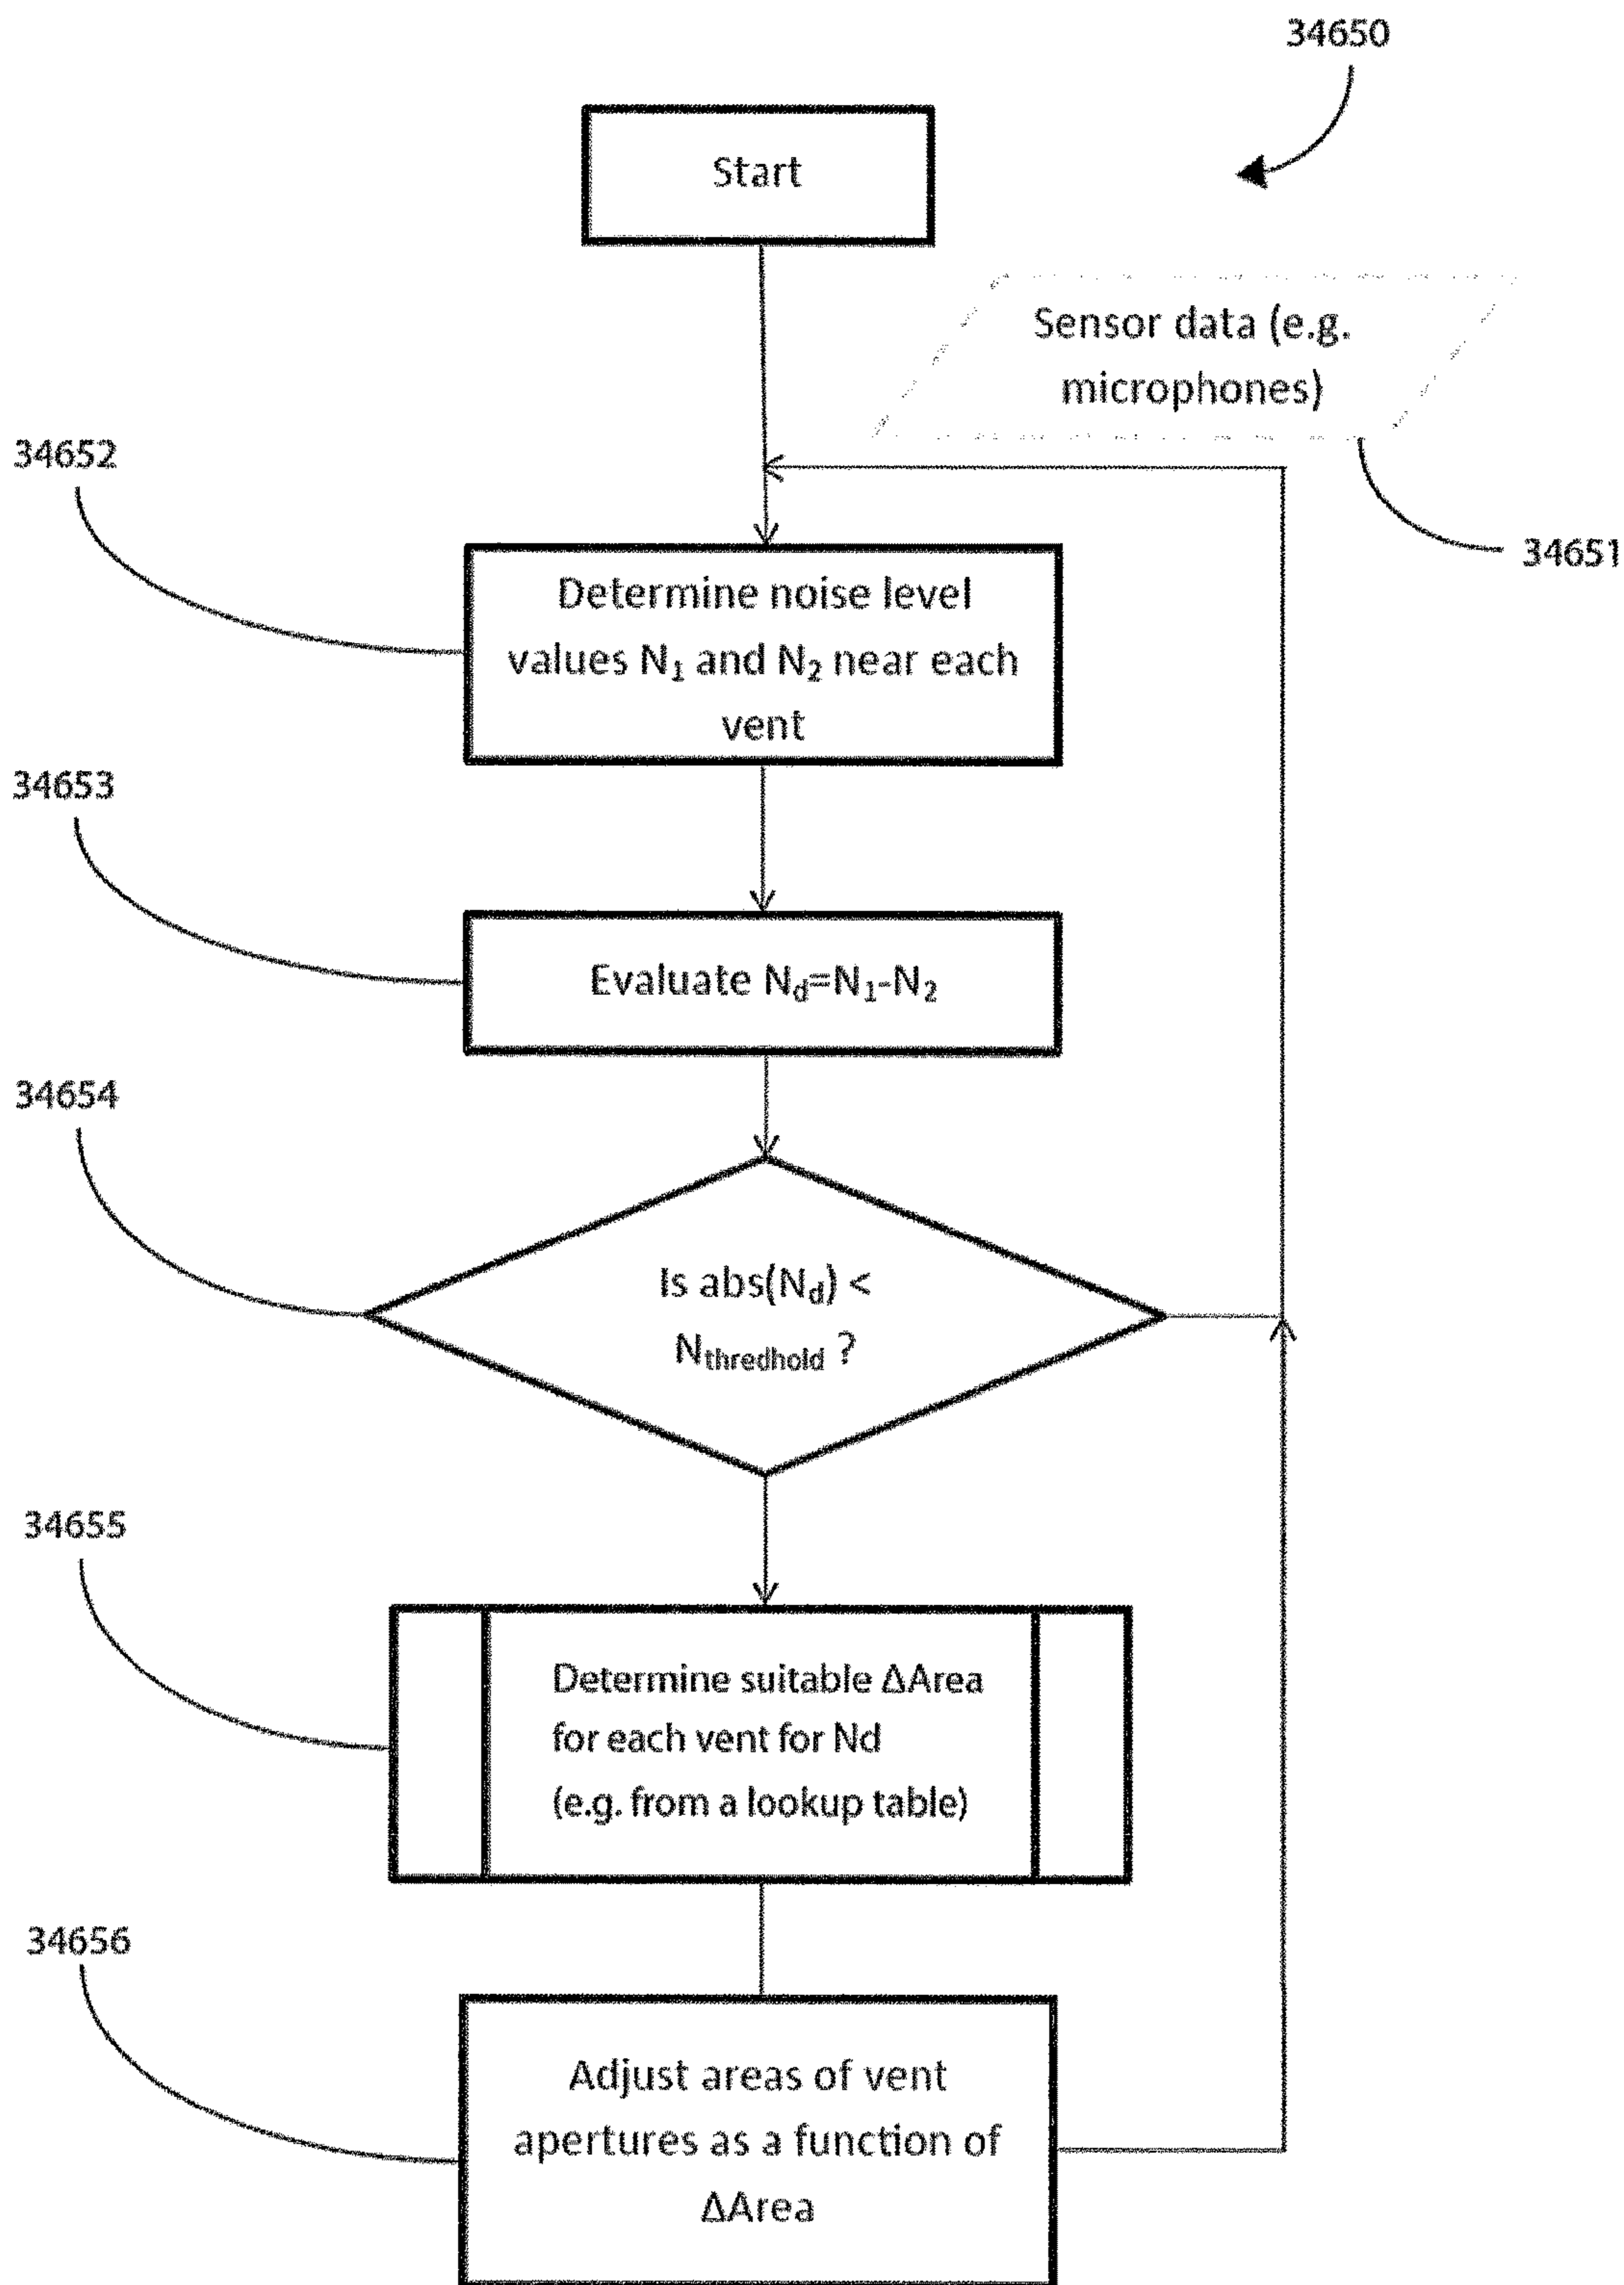 34650
Start
Sensor data (e.g.
microphones)
34652
34651
Determine noise level
values N₁ and N₂ near each
vent
34653
Evaluate N_d=N₁-N₂
34654
Is abs(N_d) <
N_thredhold ?
34655
Determine suitable ΔArea
for each vent for Nd
(e.g. from a lookup table)
34656
Adjust areas of vent
apertures as a function of
ΔArea